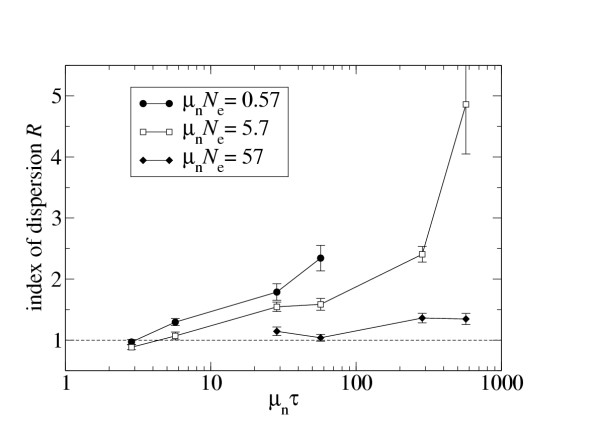 index of dispersion R
5
4
3
2
1
μnNe = 0.57
μnNe = 5.7
μnNe = 57
1
10
100
1000
μnτ